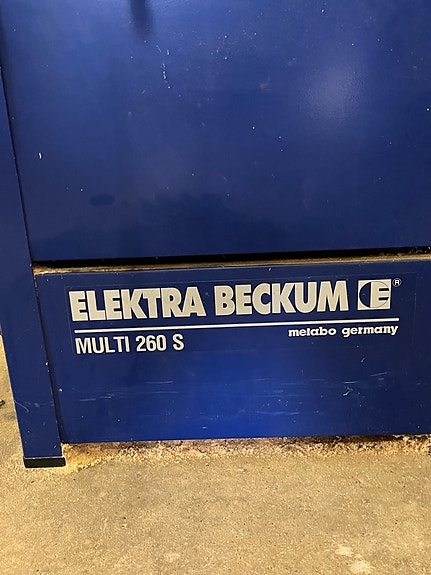 ELEKTRA BECKUM E®
metabo germany
MULTI 260 S